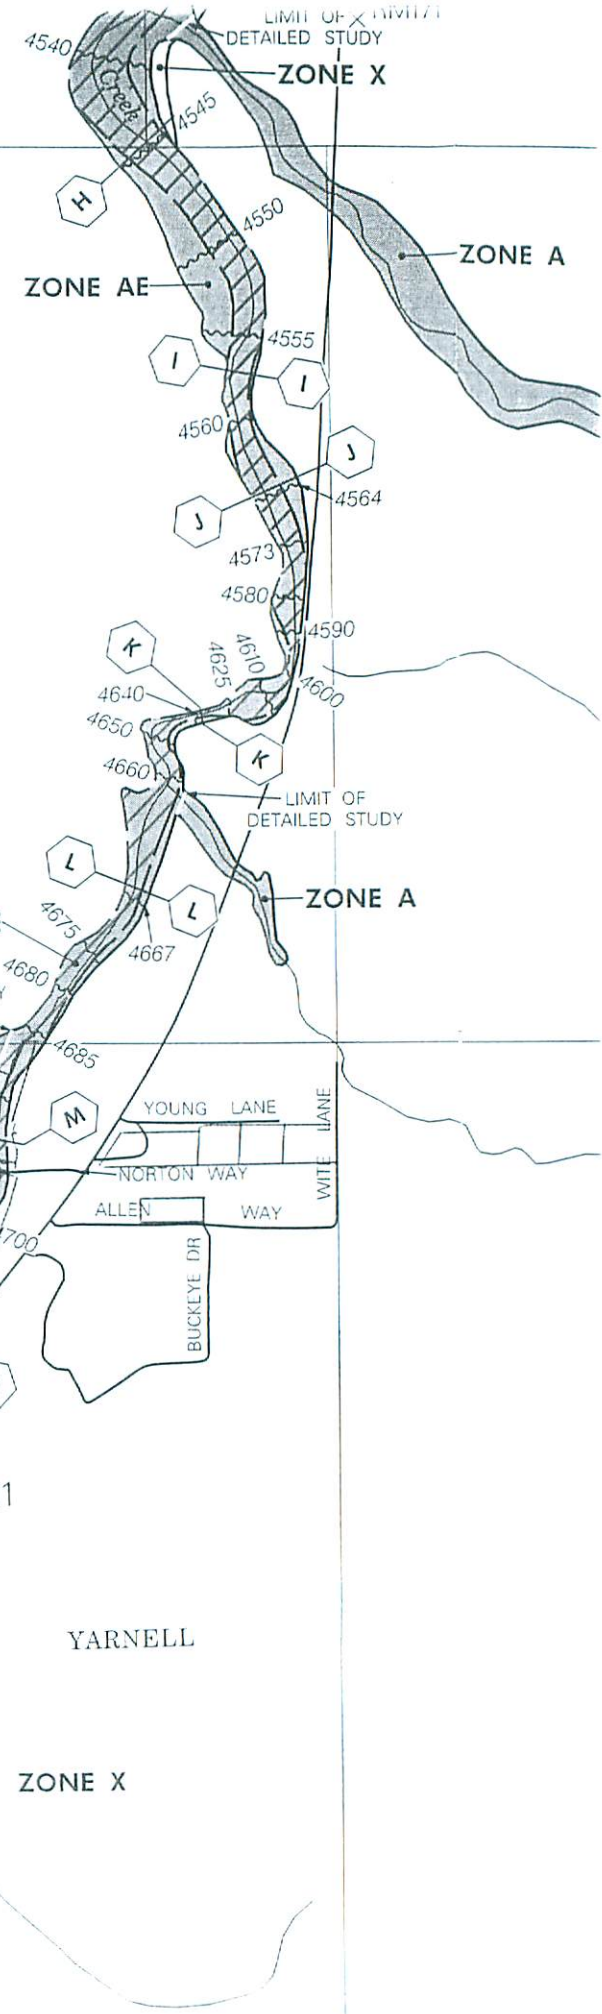 LIMIT OF RM171
DETAILED STUDY
4540
ZONE X
Creek
4545
H
4550
ZONE A
ZONE AE
4555
I
I
4560
J
4564
J
4573
4580
4590
K
4610
4625
4600
4640
4650
K
4660
LIMIT OF
DETAILED STUDY
L
ZONE A
L
4675
4667
4680
4685
M
YOUNG LANE
WITE LANE
NORTON WAY
ALLEN WAY
4700
BUCKEYE DR
1
YARNELL
ZONE X